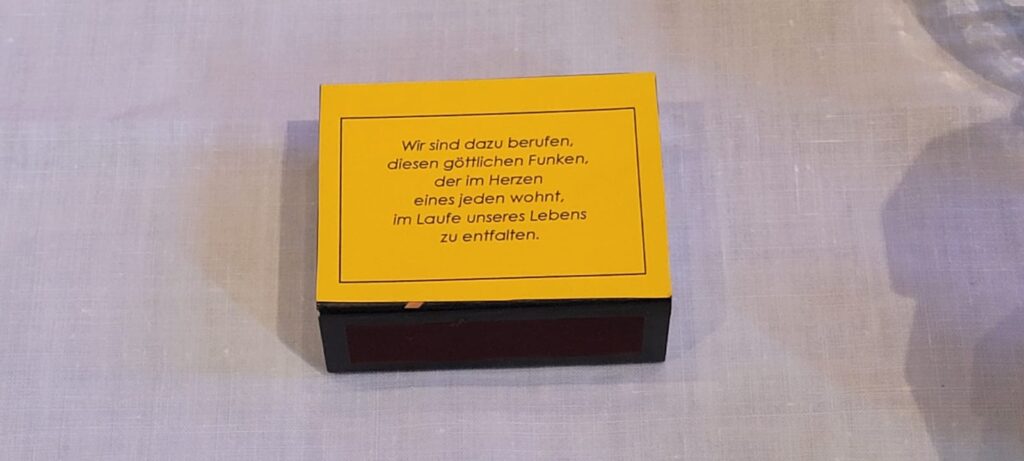 Wir sind dazu berufen,
diesen göttlichen Funken,
der im Herzen
eines jeden wohnt,
im Laufe unseres Lebens
zu entfalten.